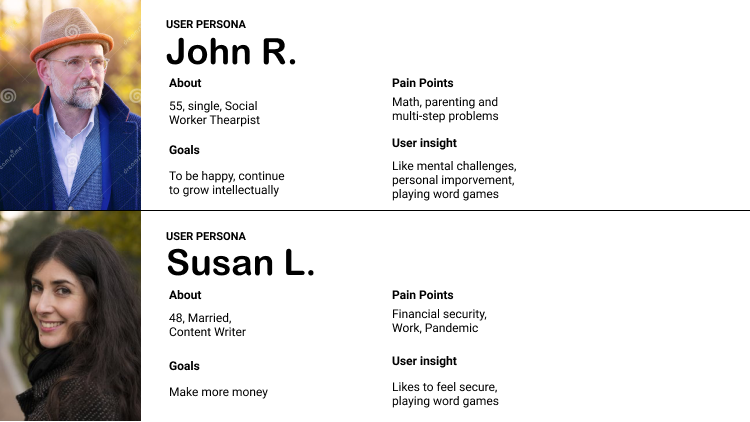 USER PERSONA
John R.
About
55, single, Social
Worker Thearpist
Goals
To be happy, continue
to grow intellectually
Pain Points
Math, parenting and
multi-step problems
User insight
Like mental challenges,
personal imporvement,
playing word games
USER PERSONA
Susan L.
About
48, Married,
Content Writer
Goals
Make more money
Pain Points
Financial security,
Work, Pandemic
User insight
Likes to feel secure,
playing word games